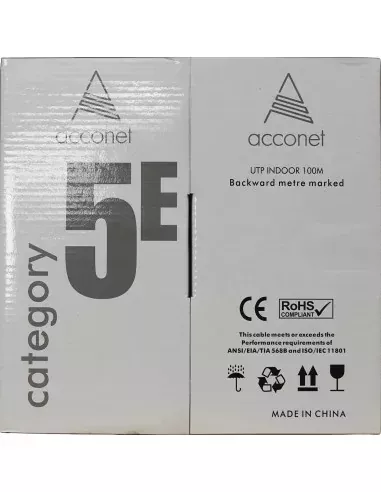 acconet
category
5E
acconet
UTP INDOOR 100M
Backward metre marked
CE
RoHS
COMPLIANT
This cable meets or exceeds the
Performance requirements of
ANSI/EIA/TIA 568B and ISO/IEC 11801
MADE IN CHINA